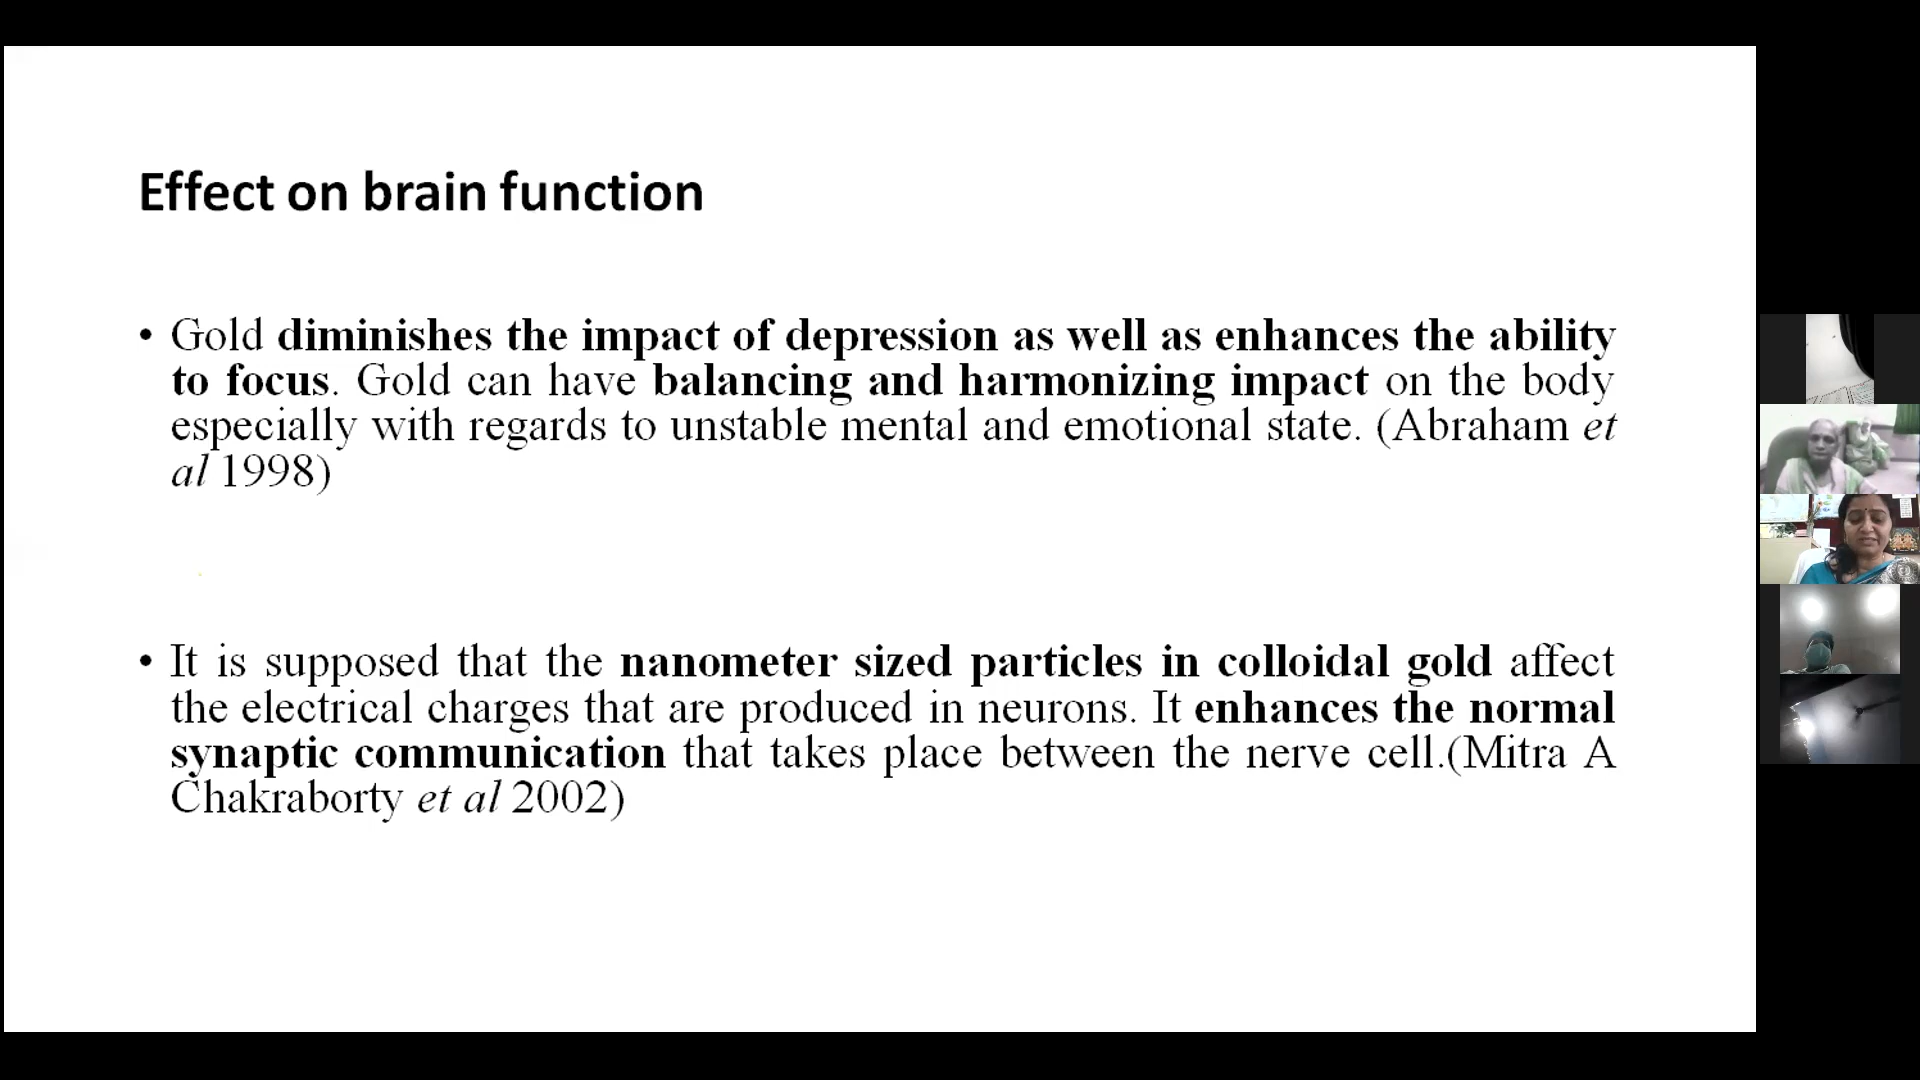 Effect on brain function
• Gold diminishes the impact of depression as well as enhances the ability
to focus. Gold can have balancing and harmonizing impact on the body
especially with regards to unstable mental and emotional state. (Abraham et
al 1998)
• It is supposed that the nanometer sized particles in colloidal gold affect
the electrical charges that are produced in neurons. It enhances the normal
synaptic communication that takes place between the nerve cell.(Mitra A
Chakraborty et al 2002)